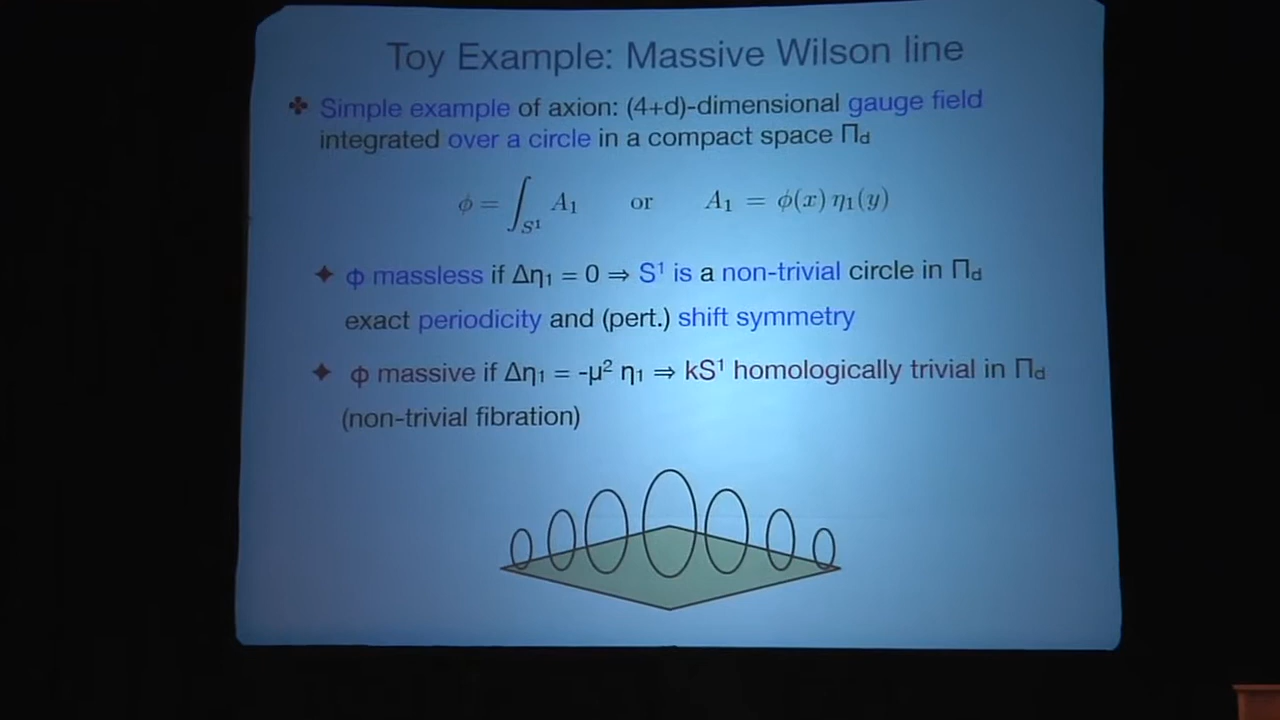 Toy Example: Massive Wilson line
Simple example of axion: (4+d)-dimensional gauge field
integrated over a circle in a compact space Πd
ϕ = ∫S¹ A₁ or A₁ = ϕ(x) η₁(y)
Φ massless if Δη₁ = 0 ⇒ S¹ is a non-trivial circle in Πd
exact periodicity and (pert.) shift symmetry
Φ massive if Δη₁ = -μ² η₁ ⇒ kS¹ homologically trivial in Πd
(non-trivial fibration)